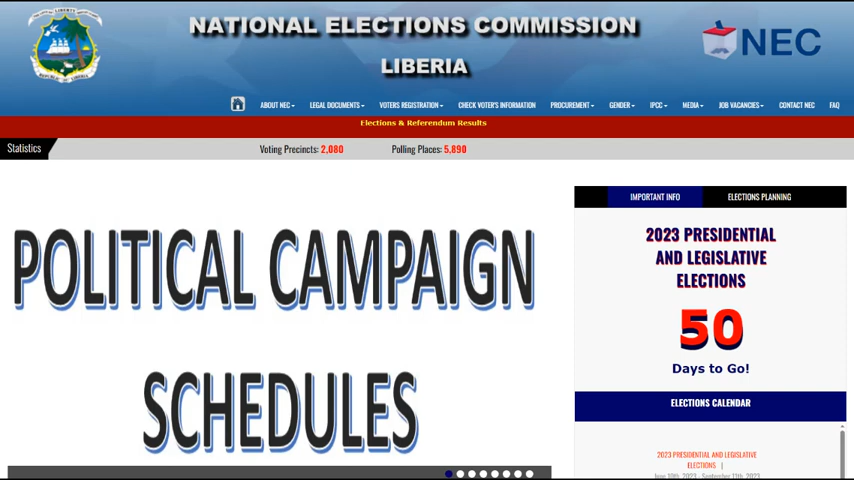 NATIONAL ELECTIONS COMMISSION
LIBERIA
NEC
ABOUT NEC
LEGAL DOCUMENTS
VOTERS REGISTRATION
CHECK VOTER'S INFORMATION
PROCUREMENT
GENDER
IPCC
MEDIA
JOB VACANCIES
CONTACT NEC
FAQ
Elections & Referendum Results
Statistics
Voting Precincts: 2,080
Polling Places: 5,890
POLITICAL CAMPAIGN
SCHEDULES
IMPORTANT INFO
ELECTIONS PLANNING
2023 PRESIDENTIAL
AND LEGISLATIVE
ELECTIONS
50
Days to Go!
ELECTIONS CALENDAR
2023 PRESIDENTIAL AND LEGISLATIVE
ELECTIONS |